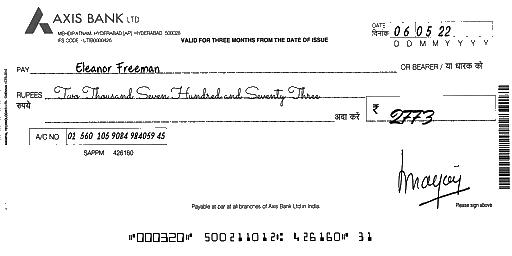 AXIS BANK LTD
MEHDIPATNAM, HYDERABAD [AP] - HYDERABAD 500028
IFS CODE - UTIB0000426
VALID FOR THREE MONTHS FROM THE DATE OF ISSUE
DATE
दिनांक 06 05 22
D D M M Y Y Y Y
PAY Eleanor Freeman OR BEARER / या धारक को
RUPEES Two Thousand Seven Hundred and Seventy Three
रुपये
अदा करें ₹ 2773
A/C NO 01 560 105 9084 984059 45
SAPPM 426160
Payable at par at all branches of Axis Bank Ltd in India.
Please sign above
"000320" 500211012: 426160" 31